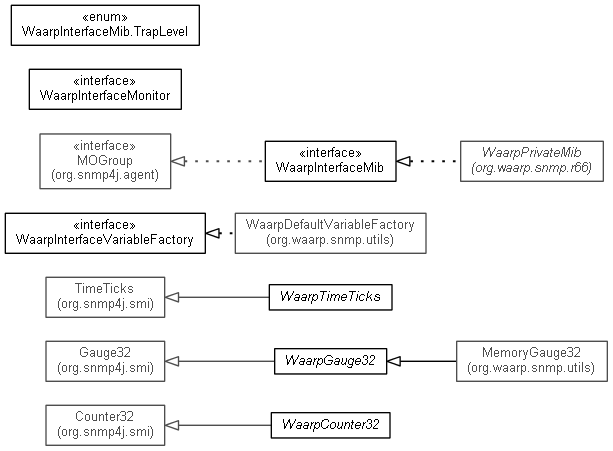 «enum»
WaarpInterfaceMib.TrapLevel
«interface»
WaarpInterfaceMonitor
«interface»
MOGroup
(org.snmp4j.agent)
«interface»
WaarpInterfaceMib
WaarpPrivateMib
(org.waarp.snmp.r66)
«interface»
WaarpInterfaceVariableFactory
WaarpDefaultVariableFactory
(org.waarp.snmp.utils)
TimeTicks
(org.snmp4j.smi)
WaarpTimeTicks
Gauge32
(org.snmp4j.smi)
WaarpGauge32
MemoryGauge32
(org.waarp.snmp.utils)
Counter32
(org.snmp4j.smi)
WaarpCounter32